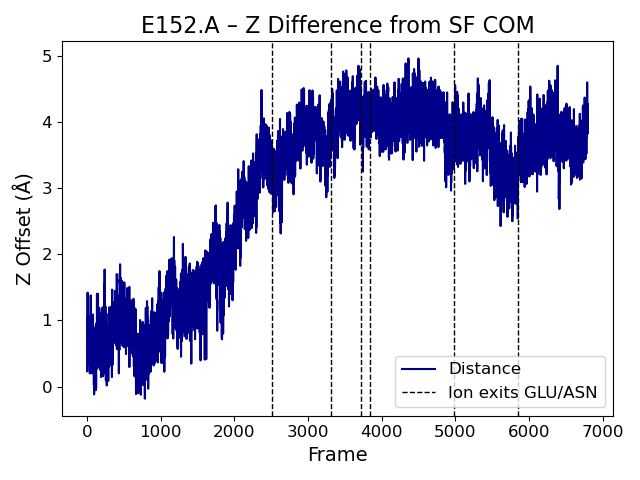 E152.A – Z Difference from SF COM
Z Offset (Å)
5
4
3
2
1
0
Distance
Ion exits GLU/ASN
0 1000 2000 3000 4000 5000 6000 7000
Frame